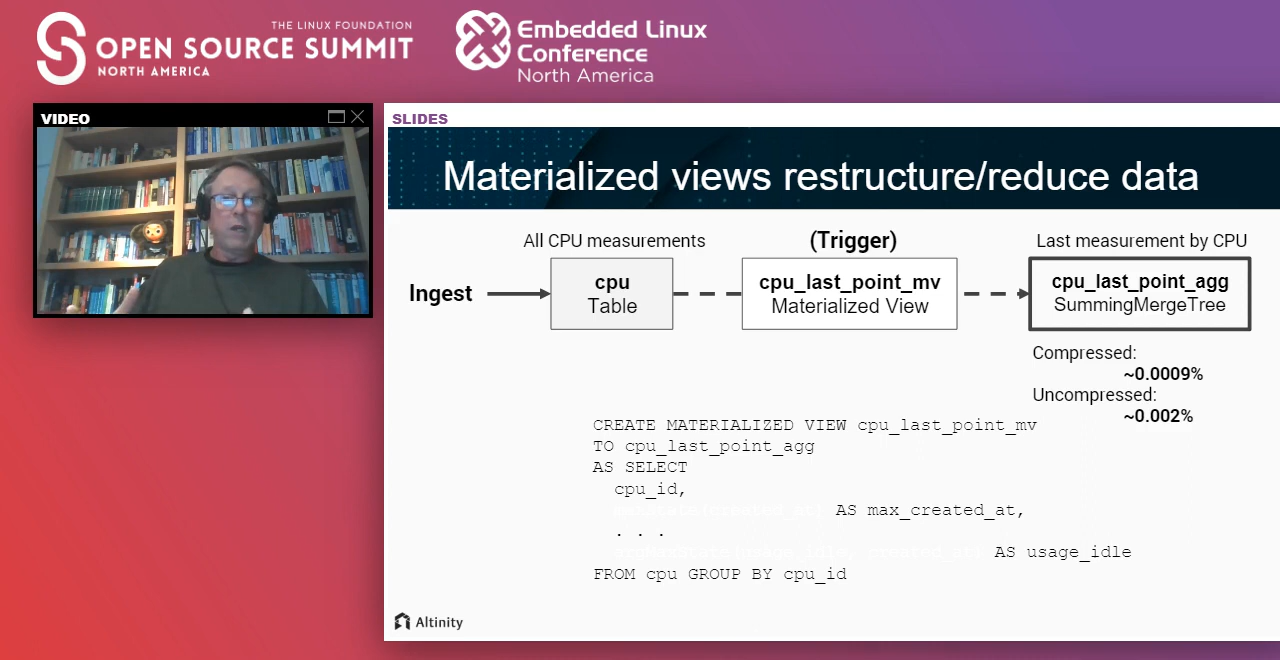 THE LINUX FOUNDATION
OPEN SOURCE SUMMIT
NORTH AMERICA
Embedded Linux
Conference
North America
VIDEO
SLIDES
Materialized views restructure/reduce data
All CPU measurements
(Trigger)
Last measurement by CPU
Ingest
cpu
Table
cpu_last_point_mv
Materialized View
cpu_last_point_agg
SummingMergeTree
Compressed:
~0.0009%
Uncompressed:
~0.002%
CREATE MATERIALIZED VIEW cpu_last_point_mv
TO cpu_last_point_agg
AS SELECT
cpu_id,
AS max_created_at,
. . .
AS usage_idle
FROM cpu GROUP BY cpu_id
Altinity